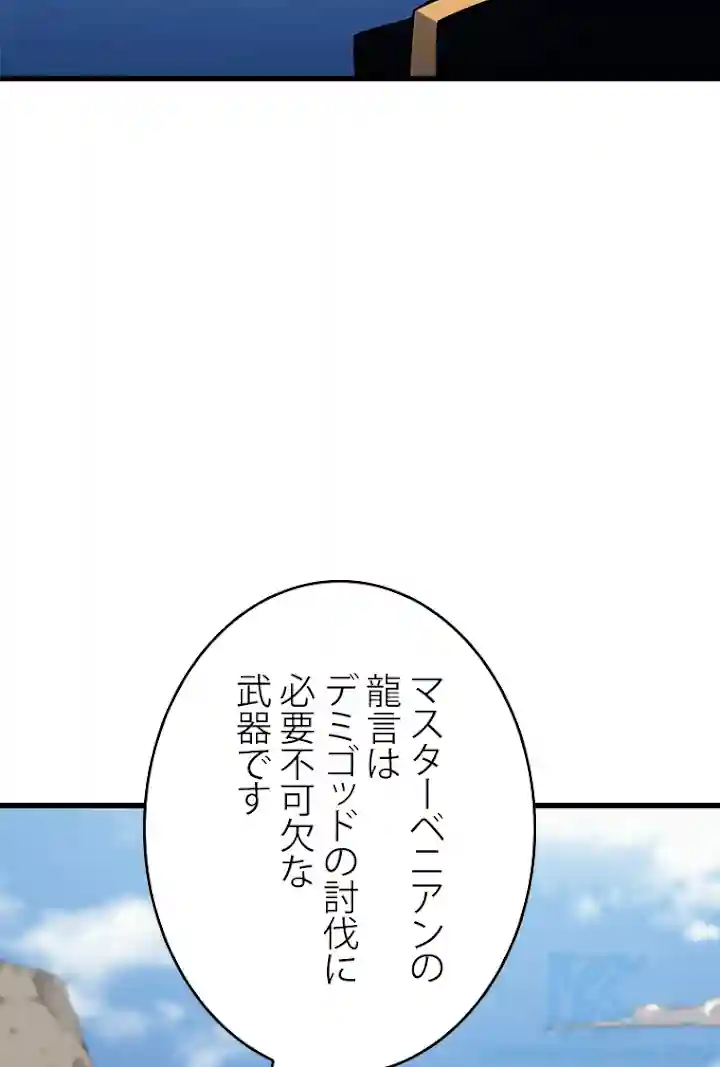 マスターベニアンの
龍言は
デミゴッドの討伐に
必要不可欠な
武器です